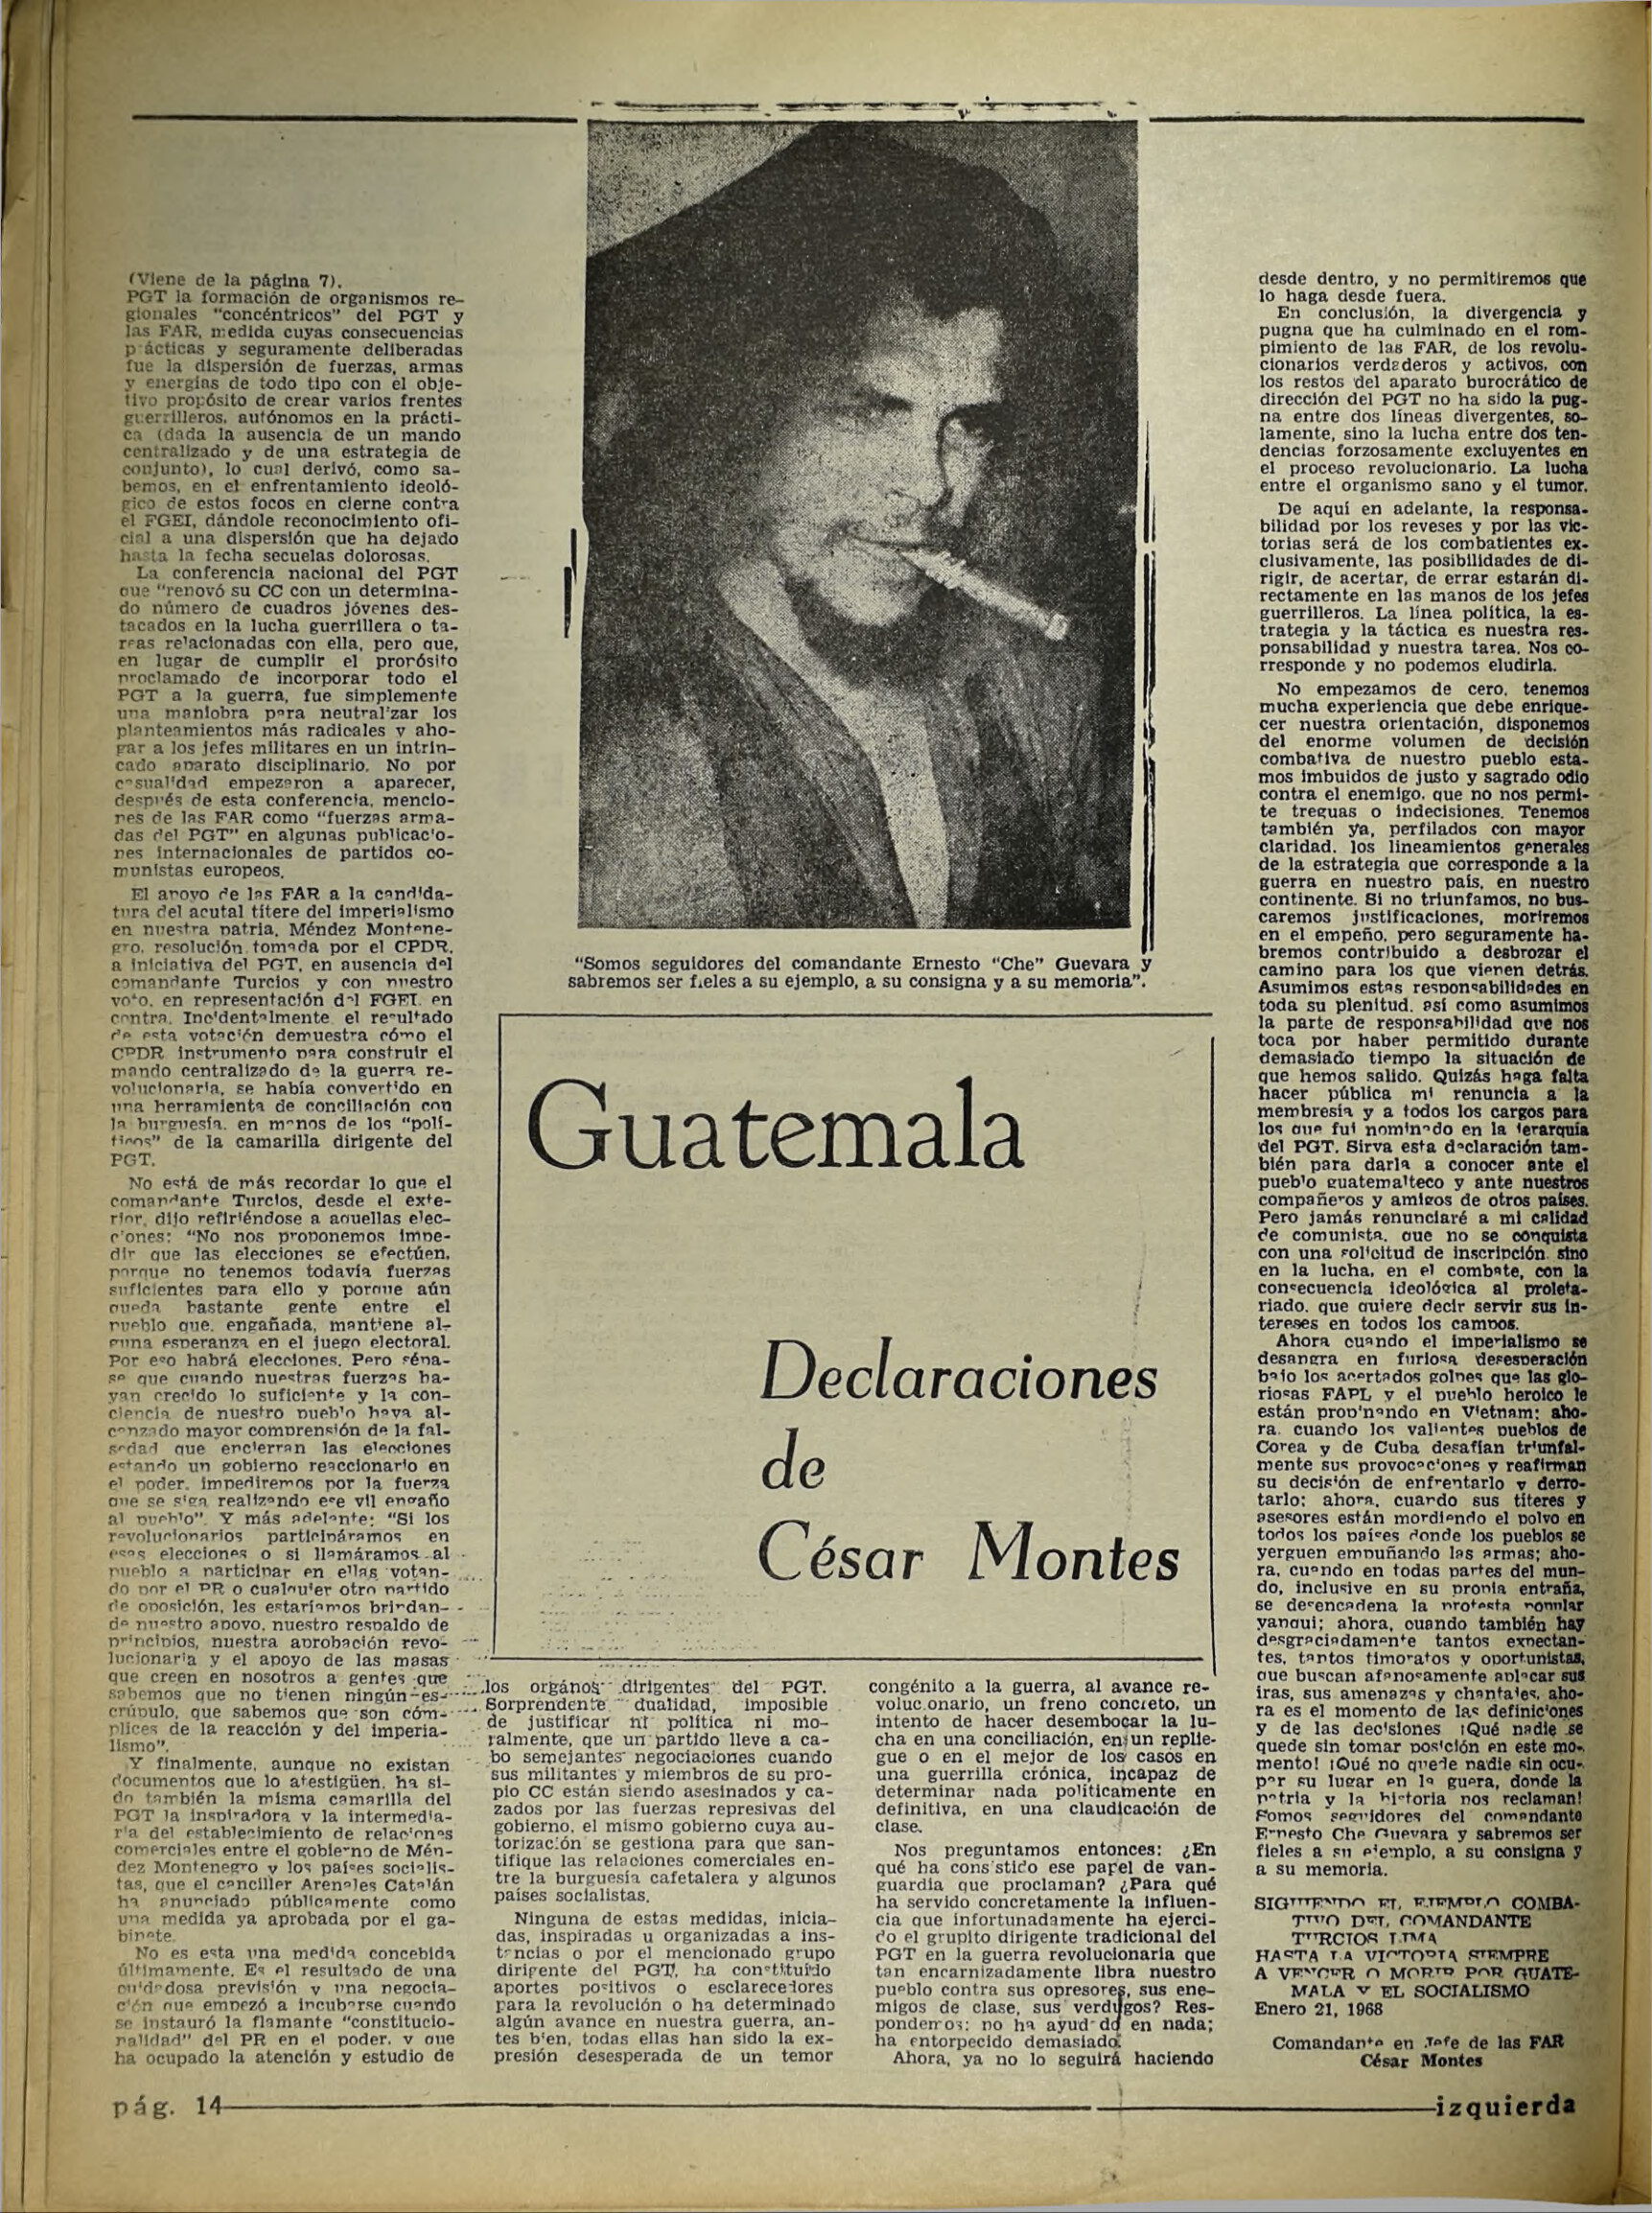 (Viene de la página 7).
PGT la formación de organismos re-
gionales "concéntricos" del PGT y
las FAR, medida cuyas consecuencias
prácticas y seguramente deliberadas
fue la dispersión de fuerzas, armas
y energías de todo tipo con el obje-
tivo propósito de crear varios frentes
guerrilleros, autónomos en la prácti-
ca (dada la ausencia de un mando
centralizado y de una estrategia de
conjunto), lo cual derivó, como sa-
bemos, en el enfrentamiento ideoló-
gico de estos focos en cierne contra
el FGEI, dándole reconocimiento ofi-
cial a una dispersión que ha dejado
hasta la fecha secuelas dolorosas.
La conferencia nacional del PGT
que "renovó su CC con un determina-
do número de cuadros jóvenes des-
tacados en la lucha guerrillera o ta-
reas relacionadas con ella, pero que,
en lugar de cumplir el propósito
proclamado de incorporar todo el
PGT a la guerra, fue simplemente
una maniobra para neutralizar los
planteamientos más radicales y aho-
gar a los jefes militares en un intrin-
cado aparato disciplinario. No por
casualidad empezaron a aparecer,
después de esta conferencia, mencio-
nes de las FAR como "fuerzas arma-
das del PGT" en algunas publicacio-
nes internacionales de partidos co-
munistas europeos.
El apoyo de las FAR a la candida-
tura del acutal títere del imperialismo
en nuestra patria, Méndez Montene-
gro, resolución tomada por el CPDR,
a iniciativa del PGT, en ausencia del
comandante Turcios y con nuestro
voto, en representación del FGEI, en
contra. Incidentalmente, el resultado
de esta votación demuestra cómo el
CPDR instrumento para construir el
mando centralizado de la guerra re-
volucionaria, se había convertido en
una herramienta de conciliación con
la burguesía, en manos de los "polí-
ticos" de la camarilla dirigente del
PGT.
No está de más recordar lo que el
comandante Turcios, desde el exte-
rior, dijo refiriéndose a aquellas elec-
ciones: "No nos proponemos impe-
dir que las elecciones se efectúen,
porque no tenemos todavía fuerzas
suficientes para ello y porque aún
queda bastante gente entre el
pueblo que, engañada, mantiene al-
guna esperanza en el juego electoral.
Por eso habrá elecciones. Pero sépa-
se que cuando nuestras fuerzas ha-
yan crecido lo suficiente y la con-
ciencia de nuestro pueblo haya al-
canzado mayor comprensión de la fal-
sedad que encierran las elecciones
estando un gobierno reaccionario en
el poder, impediremos por la fuerza
que se siga realizando ese vil engaño
al pueblo". Y más adelante: "Si los
revolucionarios participáramos en
esas elecciones o si llamáramos al
pueblo a participar en ellas votan-
do por el PR o cualquier otro partido
de oposición, les estaríamos brindan-
do nuestro apoyo, nuestro respaldo de
principios, nuestra aprobación revo-
lucionaria y el apoyo de las masas
que creen en nosotros a gentes que
sabemos que no tienen ningún es-
crúpulo, que sabemos que son cóm-
plices de la reacción y del imperia-
lismo".
Y finalmente, aunque no existan
documentos que lo atestigüen, ha si-
do también la misma camarilla del
PGT la inspiradora y la intermedia-
ria del establecimiento de relaciones
comerciales entre el gobierno de Mén-
dez Montenegro y los países socialis-
tas, que el canciller Arenales Catalán
ha anunciado públicamente como
una medida ya aprobada por el ga-
binete.
No es esta una medida concebida
últimamente. Es el resultado de una
cuidadosa previsión y una negocia-
ción que empezó a incubarse cuando
se instauró la flamante "constitucio-
nalidad" del PR en el poder, y que
ha ocupado la atención y estudio de
"Somos seguidores del comandante Ernesto "Che" Guevara y
sabremos ser fieles a su ejemplo, a su consigna y a su memoria".
Guatemala
Declaraciones
de
César Montes
los orgános dirigentes del PGT.
Sorprendente dualidad, imposible
de justificar ni política ni mo-
ralmente, que un partido lleve a ca-
bo semejantes negociaciones cuando
sus militantes y miembros de su pro-
pio CC están siendo asesinados y ca-
zados por las fuerzas represivas del
gobierno, el mismo gobierno cuya au-
torización se gestiona para que san-
tifique las relaciones comerciales en-
tre la burguesía cafetalera y algunos
países socialistas.
Ninguna de estas medidas, inicia-
das, inspiradas u organizadas a ins-
tancias o por el mencionado grupo
dirigente del PGT, ha constituído
aportes positivos o esclarecedores
para la revolución o ha determinado
algún avance en nuestra guerra, an-
tes bien, todas ellas han sido la ex-
presión desesperada de un temor
congénito a la guerra, al avance re-
volucionario, un freno concreto, un
intento de hacer desembocar la lu-
cha en una conciliación, en un replie-
gue o en el mejor de los casos en
una guerrilla crónica, incapaz de
determinar nada políticamente en
definitiva, en una claudicación de
clase.
Nos preguntamos entonces: ¿En
qué ha consistido ese papel de van-
guardia que proclaman? ¿Para qué
ha servido concretamente la influen-
cia que infortunadamente ha ejerci-
do el grupito dirigente tradicional del
PGT en la guerra revolucionaria que
tan encarnizadamente libra nuestro
pueblo contra sus opresores, sus ene-
migos de clase, sus verdugos? Res-
pondemos: no ha ayudado en nada;
ha entorpecido demasiado.
Ahora, ya no lo seguirá haciendo
desde dentro, y no permitiremos que
lo haga desde fuera.
En conclusión, la divergencia y
pugna que ha culminado en el rom-
pimiento de las FAR, de los revolu-
cionarios verdaderos y activos, con
los restos del aparato burocrático de
dirección del PGT no ha sido la pug-
na entre dos líneas divergentes, so-
lamente, sino la lucha entre dos ten-
dencias forzosamente excluyentes en
el proceso revolucionario. La lucha
entre el organismo sano y el tumor.
De aquí en adelante, la responsa-
bilidad por los reveses y por las vic-
torias será de los combatientes ex-
clusivamente, las posibilidades de di-
rigir, de acertar, de errar estarán di-
rectamente en las manos de los jefes
guerrilleros. La línea política, la es-
trategia y la táctica es nuestra res-
ponsabilidad y nuestra tarea. Nos co-
rresponde y no podemos eludirla.
No empezamos de cero, tenemos
mucha experiencia que debe enrique-
cer nuestra orientación, disponemos
del enorme volumen de decisión
combativa de nuestro pueblo esta-
mos imbuidos de justo y sagrado odio
contra el enemigo, que no nos permi-
te treguas o indecisiones. Tenemos
también ya, perfilados con mayor
claridad, los lineamientos generales
de la estrategia que corresponde a la
guerra en nuestro país, en nuestro
continente. Si no triunfamos, no bus-
caremos justificaciones, moriremos
en el empeño, pero seguramente ha-
bremos contribuido a desbrozar el
camino para los que vienen detrás.
Asumimos estas responsabilidades en
toda su plenitud, así como asumimos
la parte de responsabilidad que nos
toca por haber permitido durante
demasiado tiempo la situación de
que hemos salido. Quizás haga falta
hacer pública mi renuncia a la
membresía y a todos los cargos para
los que fui nominado en la jerarquía
del PGT. Sirva esta declaración tam-
bién para darla a conocer ante el
pueblo guatemalteco y ante nuestros
compañeros y amigos de otros países.
Pero jamás renunciaré a mi calidad
de comunista, que no se conquista
con una solicitud de inscripción sino
en la lucha, en el combate, con la
consecuencia ideológica al proleta-
riado, que quiere decir servir sus in-
tereses en todos los campos.
Ahora cuando el imperialismo se
desangra en furiosa desesperación
bajo los acertados golpes que las glo-
riosas FAPL y el pueblo heroico le
están propinando en Vietnam; aho-
ra, cuando los valientes pueblos de
Corea y de Cuba desafían triunfal-
mente sus provocaciones y reafirman
su decisión de enfrentarlo y derro-
tarlo; ahora, cuando sus títeres y
asesores están mordiendo el polvo en
todos los países donde los pueblos se
yerguen empuñando las armas; aho-
ra, cuando en todas partes del mun-
do, inclusive en su propia entraña,
se desencadena la protesta popular
yanqui; ahora, cuando también hay
desgraciadamente tantos expectan-
tes, tantos timoratos y oportunistas,
que buscan afanosamente aplacar sus
iras, sus amenazas y chantajes, aho-
ra es el momento de las definiciones
y de las decisiones ¡Qué nadie se
quede sin tomar posición en este mo-
mento! ¡Qué no quede nadie sin ocu-
par su lugar en la guera, donde la
patria y la historia nos reclaman!
Somos seguidores del comandante
Ernesto Che Guevara y sabremos ser
fieles a su ejemplo, a su consigna y
a su memoria.
SIGUIENDO EL EJEMPLO COMBA-
TIVO DEL COMANDANTE
TURCIOS LIMA
HASTA LA VICTORIA SIEMPRE
A VENCER O MORIR POR GUATE-
MALA Y EL SOCIALISMO
Enero 21, 1968
Comandante en Jefe de las FAR
César Montes
pág. 14
izquierda